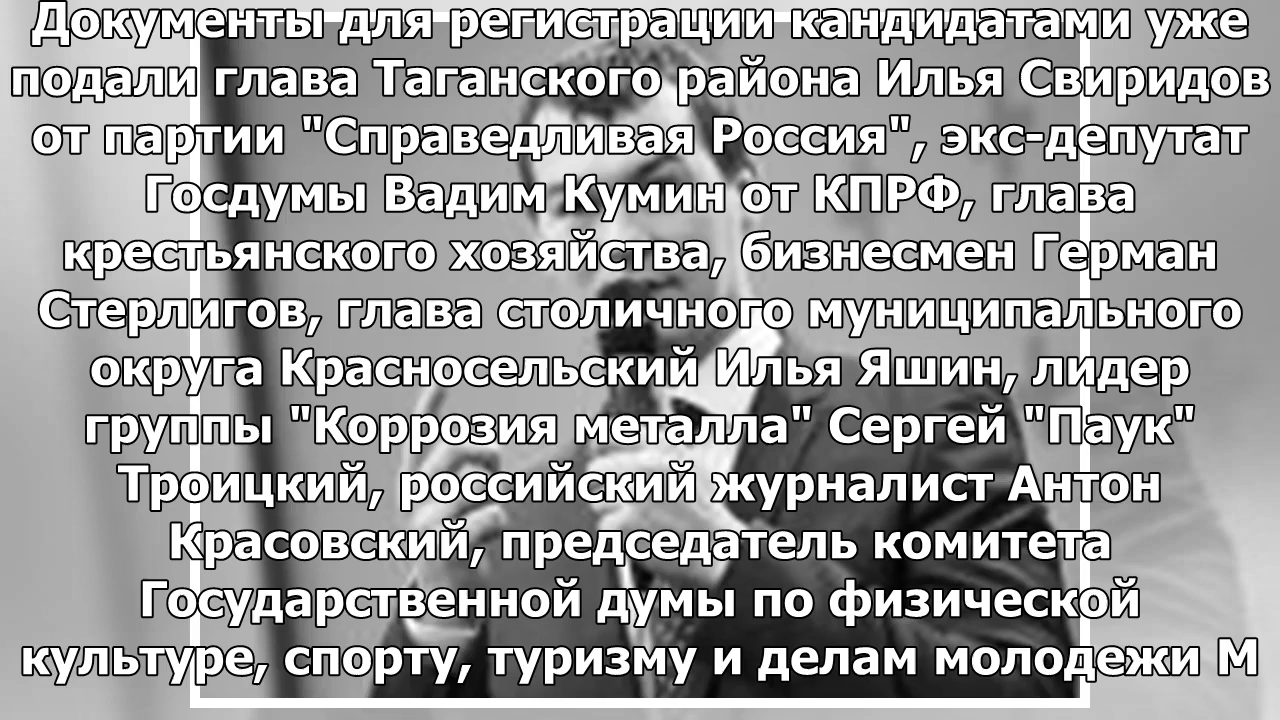 Документы для регистрации кандидатами уже
подали глава Таганского района Илья Свиридов
от партии "Справедливая Россия", экс-депутат
Госдумы Вадим Кумин от КПРФ, глава
крестьянского хозяйства, бизнесмен Герман
Стерлигов, глава столичного муниципального
округа Красносельский Илья Яшин, лидер
группы "Коррозия металла" Сергей "Паук"
Троицкий, российский журналист Антон
Красовский, председатель комитета
Государственной думы по физической
культуре, спорту, туризму и делам молодежи М